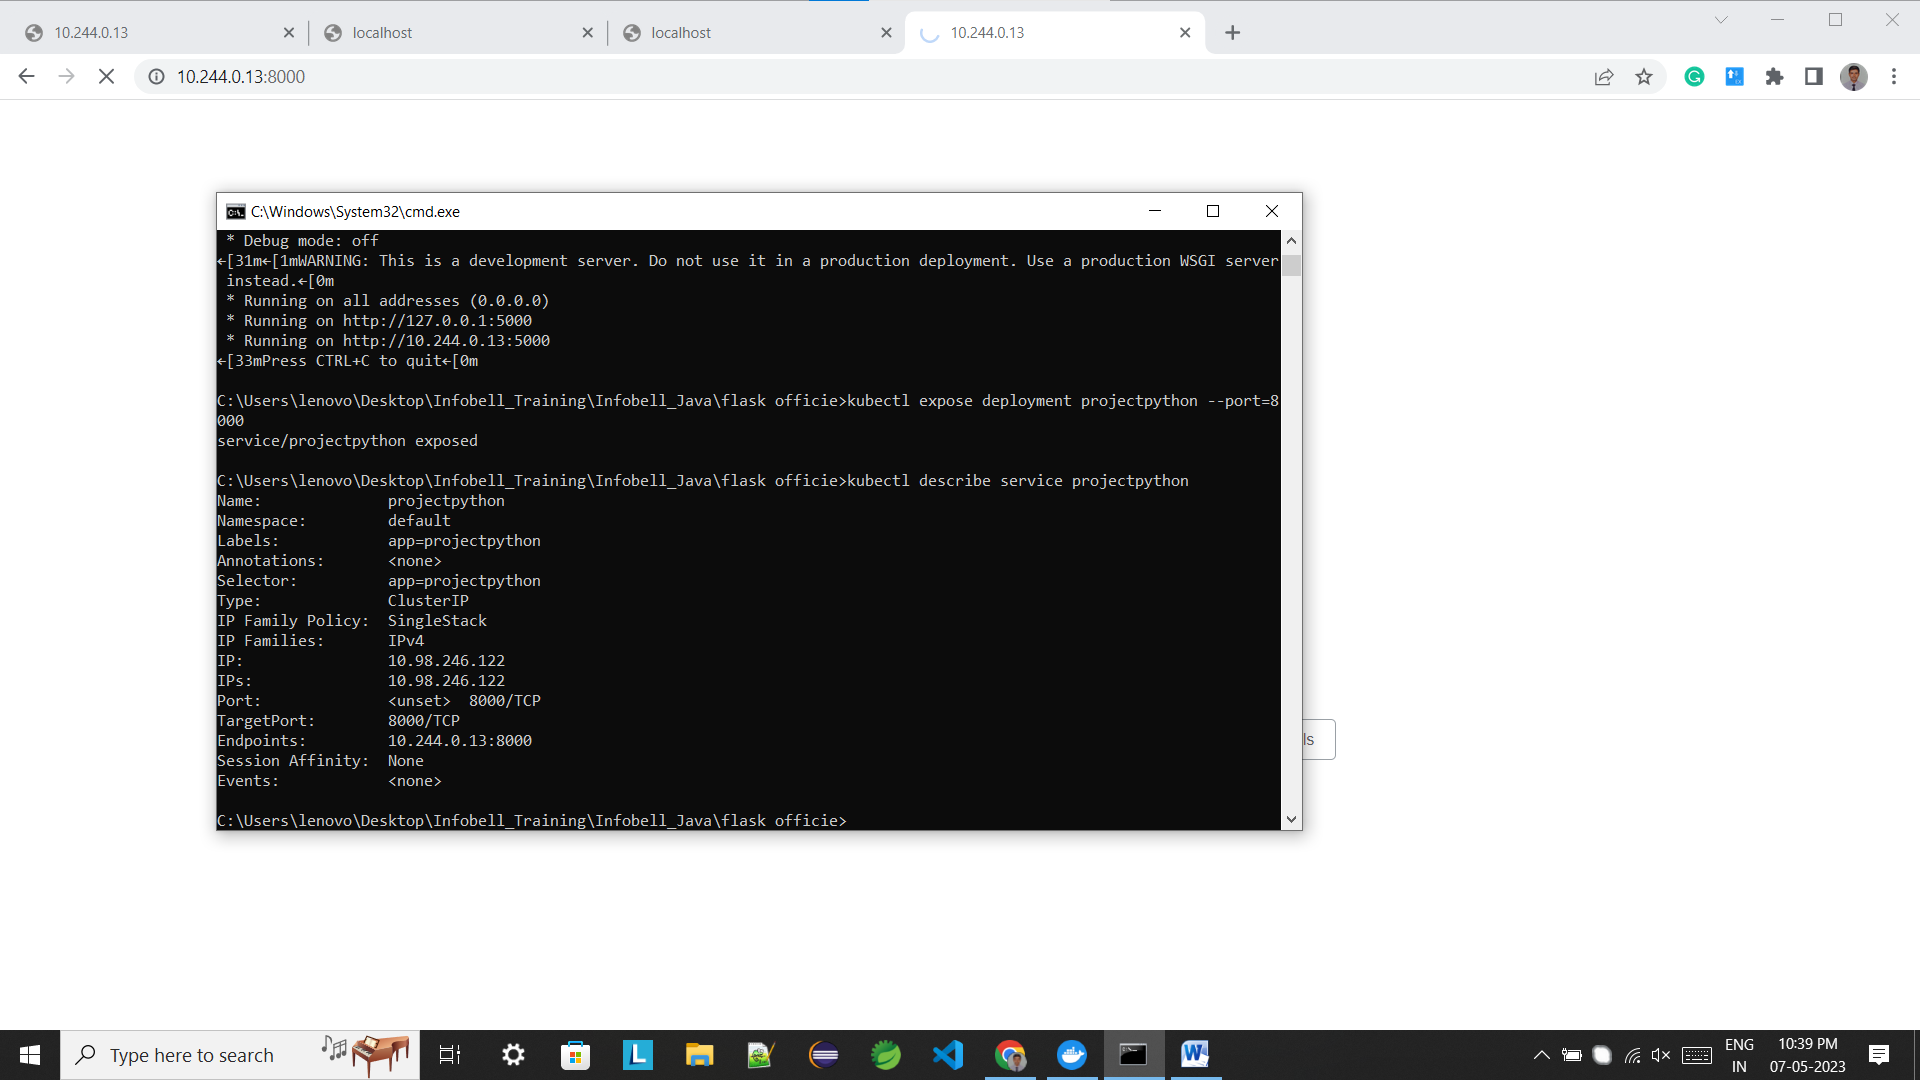 10.244.0.13
localhost
localhost
10.244.0.13
10.244.0.13:8000
C:\Windows\System32\cmd.exe
* Debug mode: off
←[31m←[1mWARNING: This is a development server. Do not use it in a production deployment. Use a production WSGI server
instead.←[0m
* Running on all addresses (0.0.0.0)
* Running on http://127.0.0.1:5000
* Running on http://10.244.0.13:5000
←[33mPress CTRL+C to quit←[0m
C:\Users\lenovo\Desktop\Infobell_Training\Infobell_Java\flask officie>kubectl expose deployment projectpython --port=8
000
service/projectpython exposed
C:\Users\lenovo\Desktop\Infobell_Training\Infobell_Java\flask officie>kubectl describe service projectpython
Name: projectpython
Namespace: default
Labels: app=projectpython
Annotations: <none>
Selector: app=projectpython
Type: ClusterIP
IP Family Policy: SingleStack
IP Families: IPv4
IP: 10.98.246.122
IPs: 10.98.246.122
Port: <unset> 8000/TCP
TargetPort: 8000/TCP
Endpoints: 10.244.0.13:8000
Session Affinity: None
Events: <none>
C:\Users\lenovo\Desktop\Infobell_Training\Infobell_Java\flask officie>
ls
Type here to search
ENG
IN
10:39 PM
07-05-2023